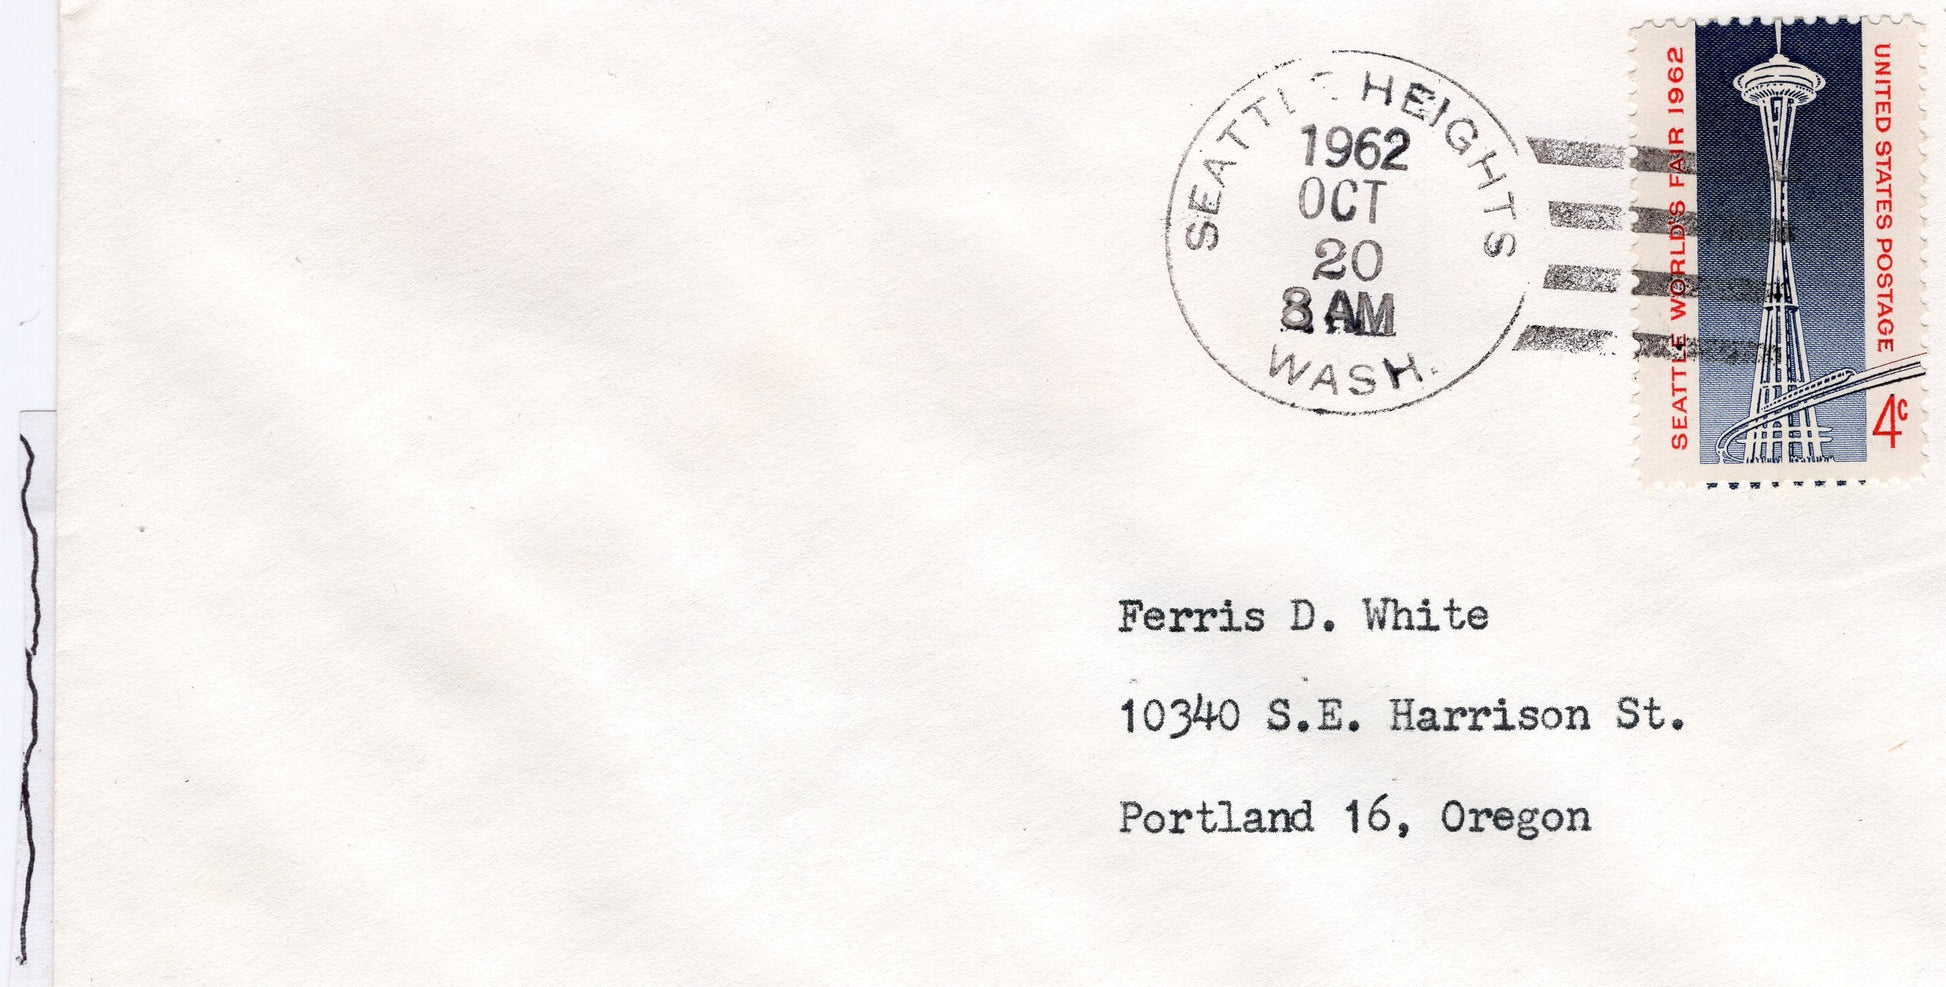 SEATTLE HEIGHTS
1962
OCT
20
8 AM
WASH.
SEATTLE WORLD'S FAIR 1962
UNITED STATES POSTAGE
4c
Ferris D. White
10340 S.E. Harrison St.
Portland 16, Oregon